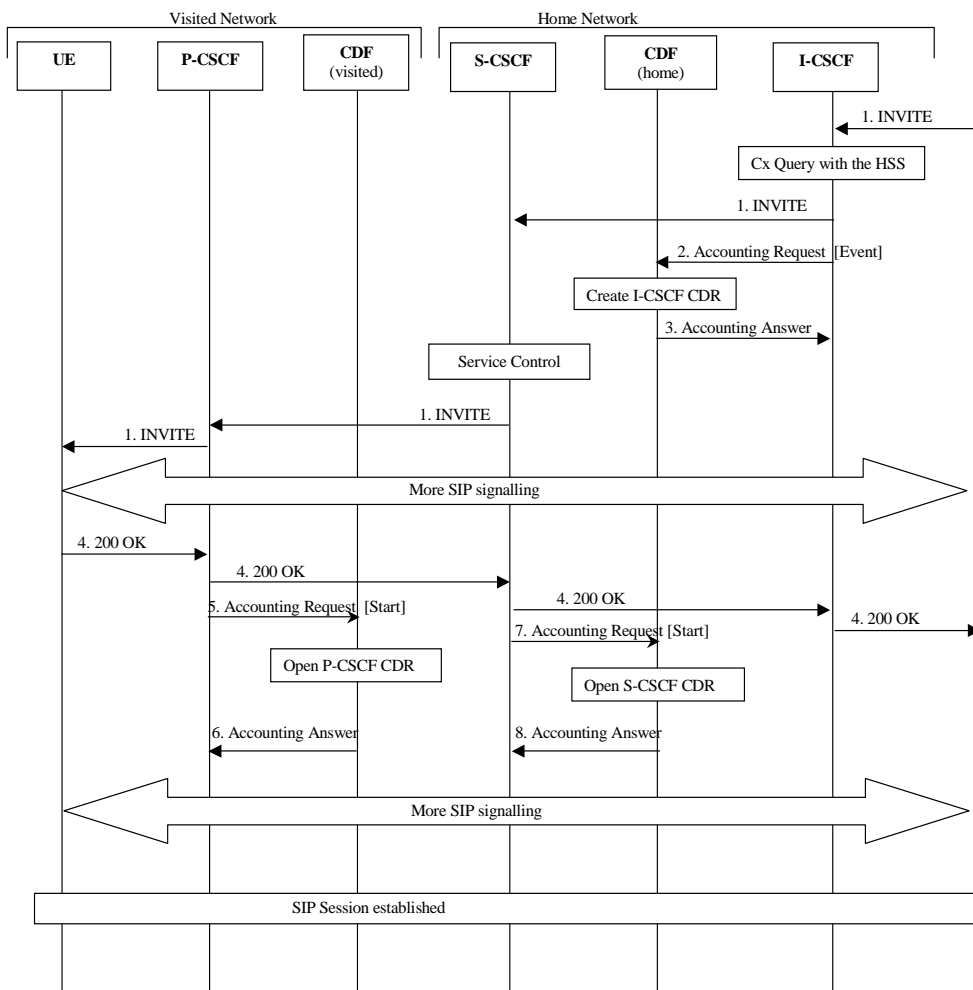 Visited Network
Home Network
UE
P-CSCF
CDF
(visited)
S-CSCF
CDF
(home)
I-CSCF
1. INVITE
Cx Query with the HSS
1. INVITE
2. Accounting Request [Event]
Create I-CSCF CDR
3. Accounting Answer
Service Control
1. INVITE
1. INVITE
More SIP signalling
4. 200 OK
4. 200 OK
4. 200 OK
5. Accounting Request [Start]
4. 200 OK
7. Accounting Request [Start]
Open P-CSCF CDR
Open S-CSCF CDR
6. Accounting Answer
8. Accounting Answer
More SIP signalling
SIP Session established